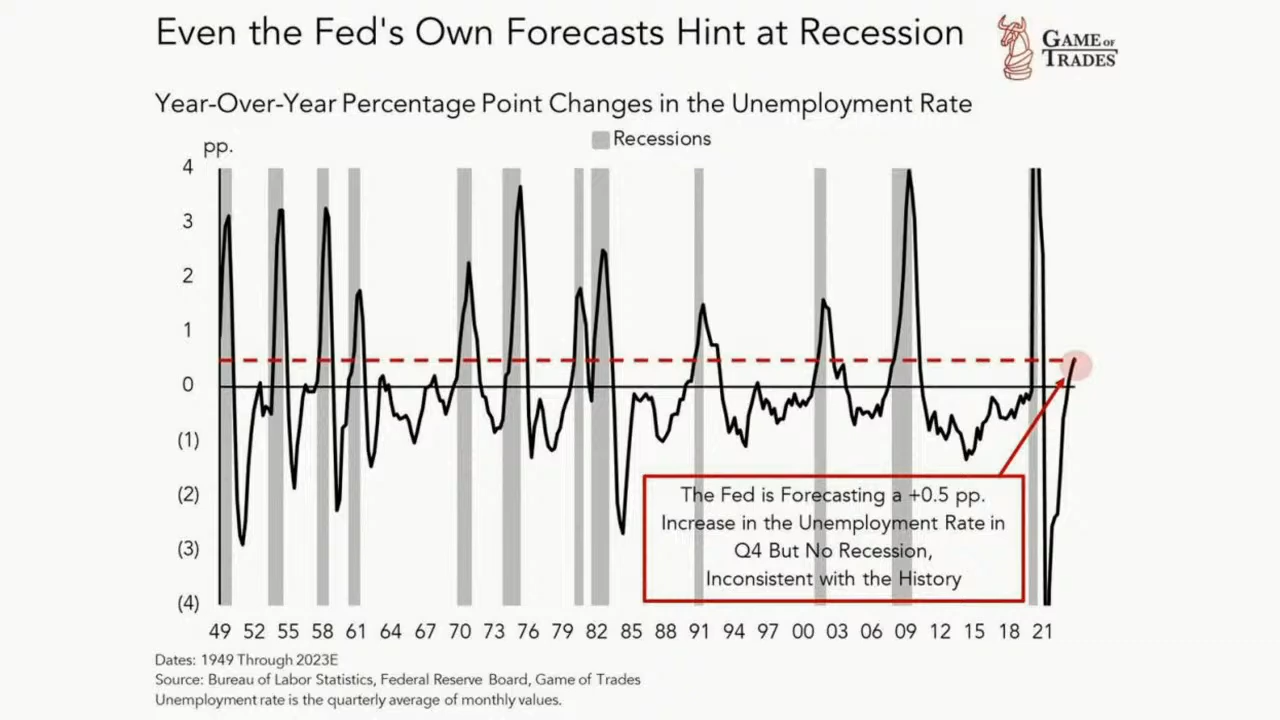 Even the Fed's Own Forecasts Hint at Recession
GAME OF
TRADES
Year-Over-Year Percentage Point Changes in the Unemployment Rate
Recessions
pp.
4
3
2
1
0
(1)
(2)
(3)
(4)
The Fed is Forecasting a +0.5 pp.
Increase in the Unemployment Rate in
Q4 But No Recession,
Inconsistent with the History
49 52 55 58 61 64 67 70 73 76 79 82 85 88 91 94 97 00 03 06 09 12 15 18 21
Dates: 1949 Through 2023E
Source: Bureau of Labor Statistics, Federal Reserve Board, Game of Trades
Unemployment rate is the quarterly average of monthly values.